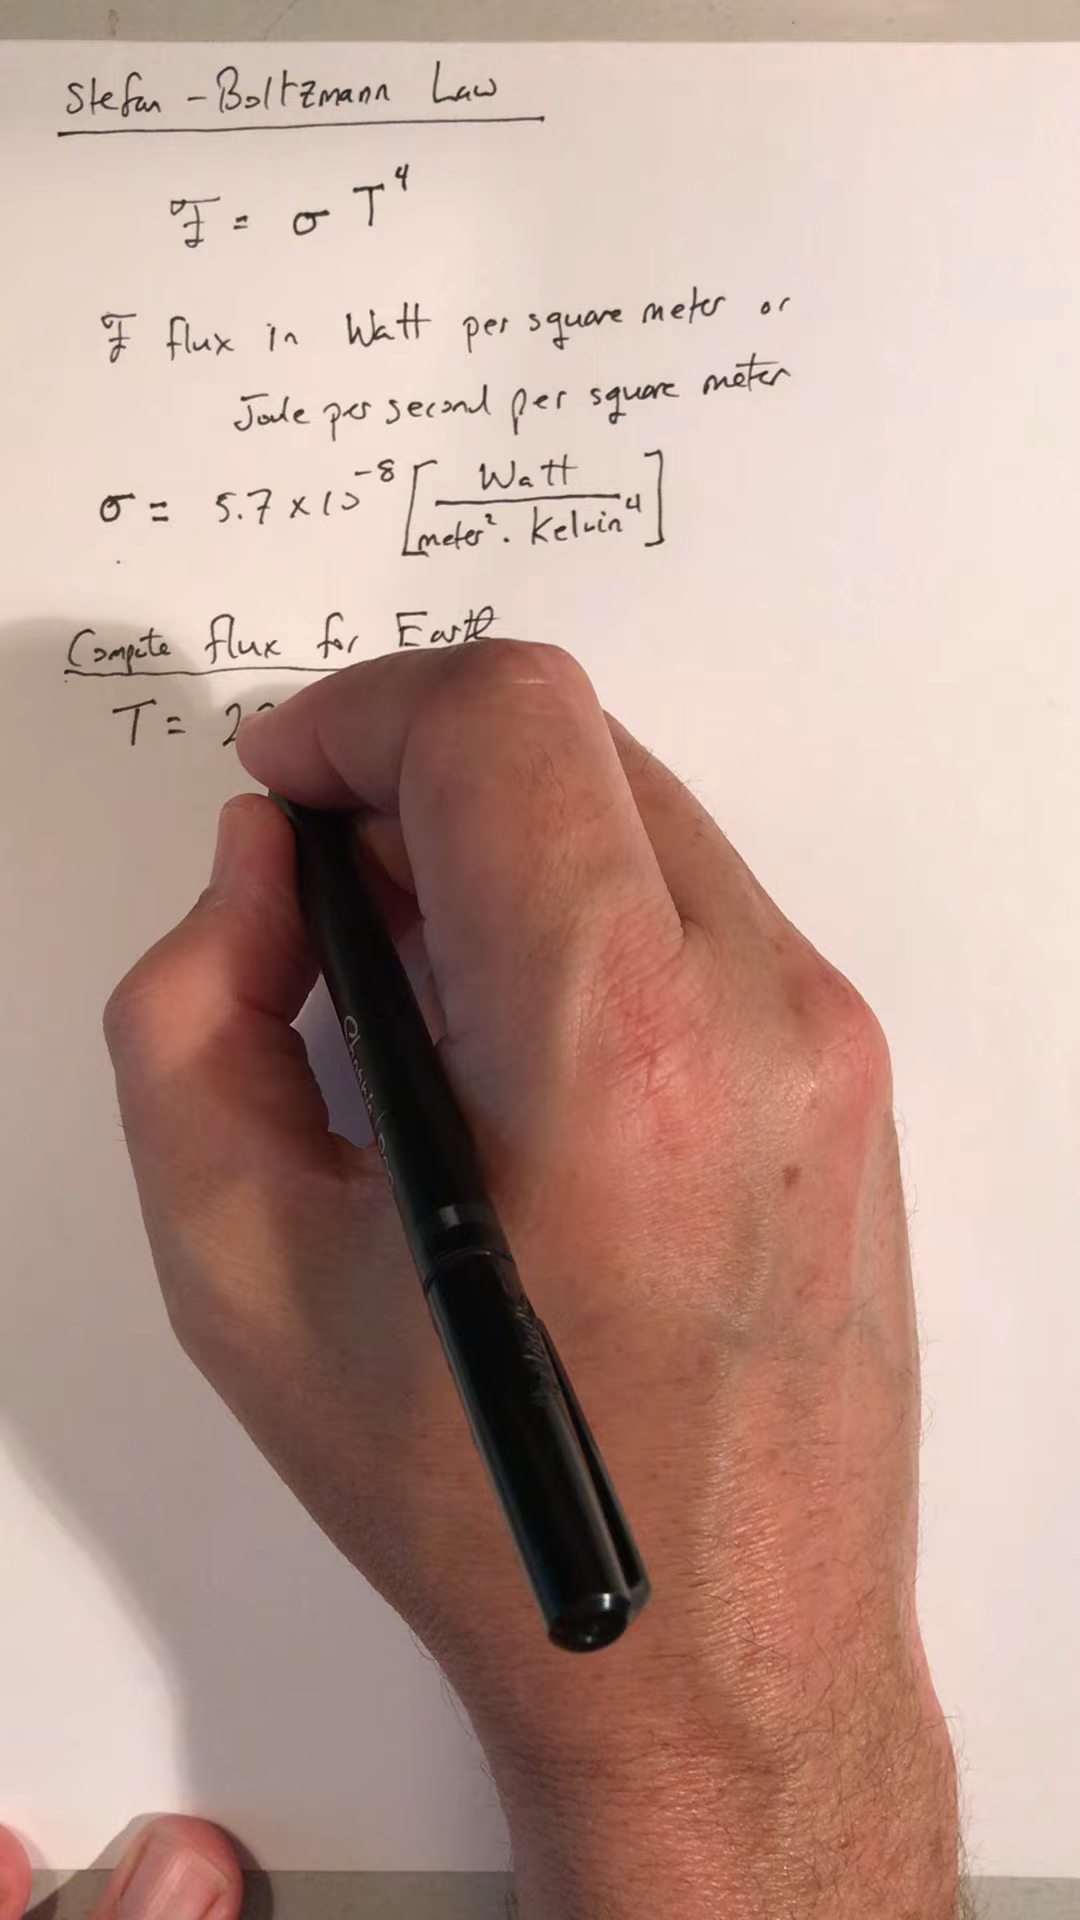 Stefan - Boltzmann Law
F = σ T⁴
F flux in Watt per square meter or
Joule per second per square meter
σ = 5.7 × 10⁻⁸ [Watt / meter² · Kelvin⁴]
Compute flux for Earth
T = 2